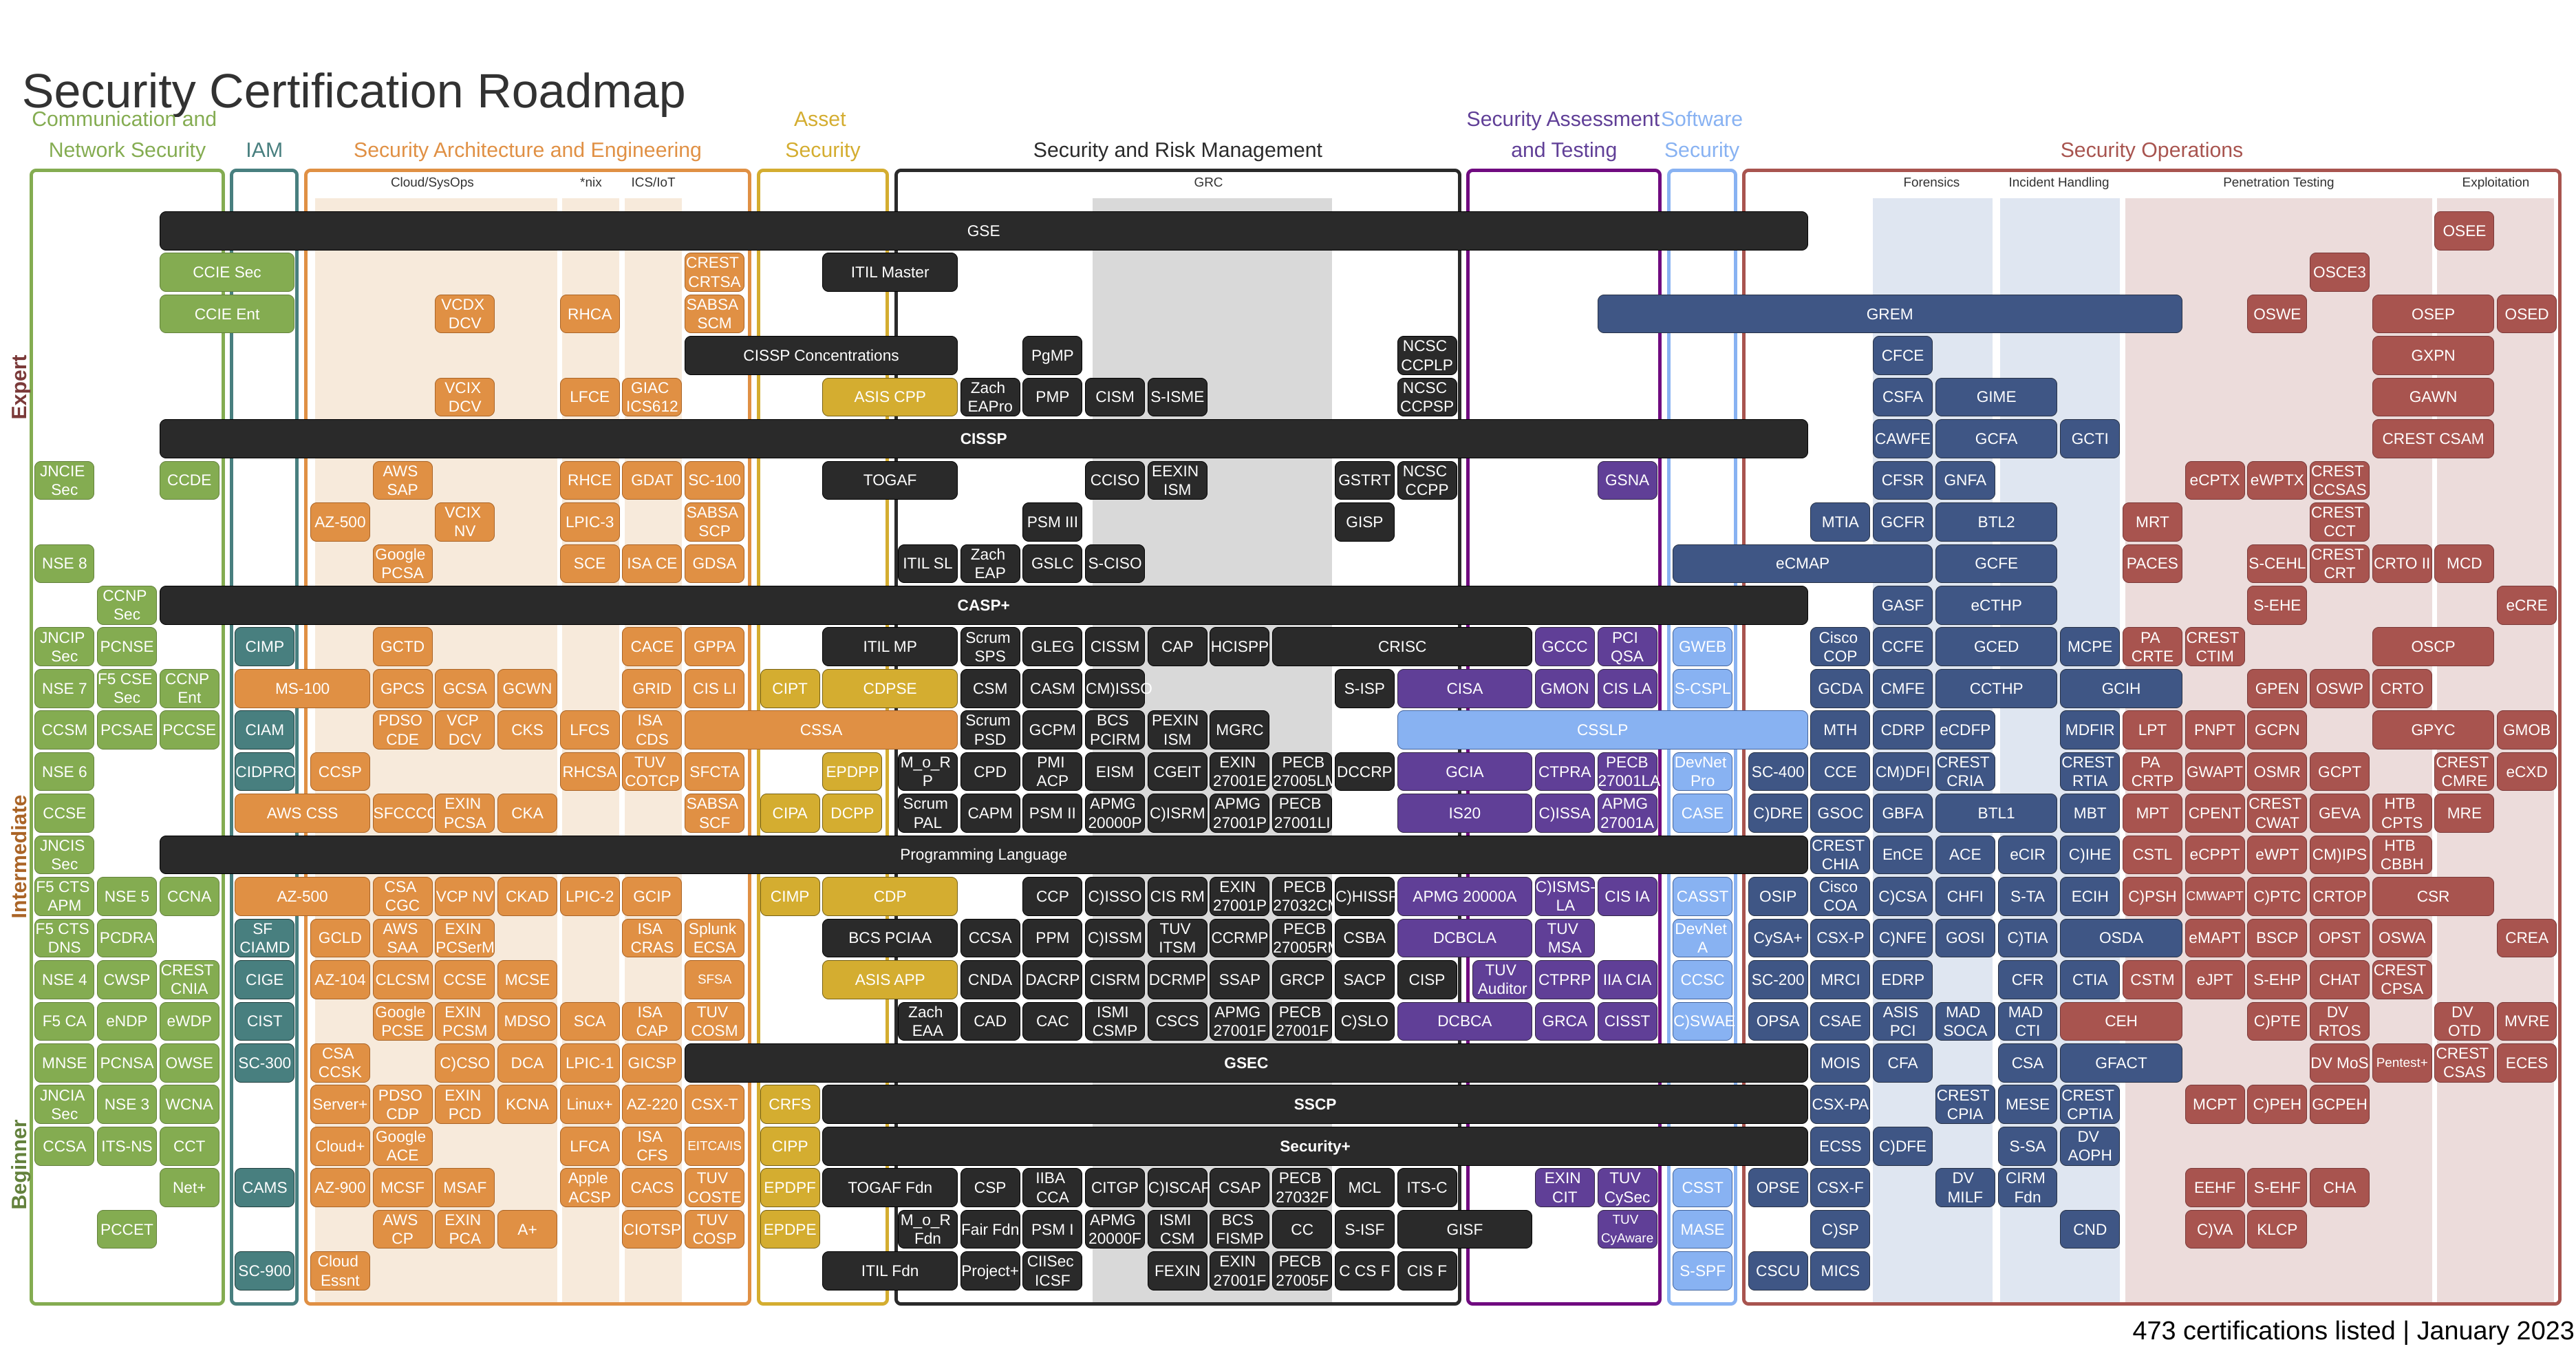 Security Certification Roadmap
Communication and
Network Security
IAM
Security Architecture and Engineering
Asset
Security
Security and Risk Management
Security Assessment
and Testing
Software
Security
Security Operations
Cloud/SysOps *nix ICS/IoT GRC Forensics Incident Handling Penetration Testing Exploitation
Expert
Intermediate
Beginner
GSE OSEE
CCIE Sec CREST CRTSA ITIL Master OSCE3
CCIE Ent VCDX DCV RHCA SABSA SCM GREM OSWE OSEP OSED
CISSP Concentrations PgMP NCSC CCPLP CFCE GXPN
VCIX DCV LFCE GIAC ICS612 ASIS CPP Zach EAPro PMP CISM S-ISME NCSC CCPSP CSFA GIME GAWN
CISSP CAWFE GCFA GCTI CREST CSAM
JNCIE Sec CCDE AWS SAP RHCE GDAT SC-100 TOGAF CCISO EEXIN ISM GSTRT NCSC CCPP GSNA CFSR GNFA eCPTX eWPTX CREST CCSAS
AZ-500 VCIX NV LPIC-3 SABSA SCP PSM III GISP MTIA GCFR BTL2 MRT CREST CCT
NSE 8 Google PCSA SCE ISA CE GDSA ITIL SL Zach EAP GSLC S-CISO eCMAP GCFE PACES S-CEHL CREST CRT CRTO II MCD
CCNP Sec CASP+ GASF eCTHP S-EHE eCRE
JNCIP Sec PCNSE CIMP GCTD CACE GPPA ITIL MP Scrum SPS GLEG CISSM CAP HCISPP CRISC GCCC PCI QSA GWEB Cisco COP CCFE GCED MCPE PA CRTE CREST CTIM OSCP
NSE 7 F5 CSE Sec CCNP Ent MS-100 GPCS GCSA GCWN GRID CIS LI CIPT CDPSE CSM CASM CM)ISSO S-ISP CISA GMON CIS LA S-CSPL GCDA CMFE CCTHP GCIH GPEN OSWP CRTO
CCSM PCSAE PCCSE CIAM PDSO CDE VCP DCV CKS LFCS ISA CDS CSSA Scrum PSD GCPM BCS PCIRM PEXIN ISM MGRC CSSLP MTH CDRP eCDFP MDFIR LPT PNPT GCPN GPYC GMOB
NSE 6 CIDPRO CCSP RHCSA TUV COTCP SFCTA EPDPP M_o_R P CPD PMI ACP EISM CGEIT EXIN 27001E PECB 27005LM DCCRP GCIA CTPRA PECB 27001LA DevNet Pro SC-400 CCE CM)DFI CREST CRIA CREST RTIA PA CRTP GWAPT OSMR GCPT CREST CMRE eCXD
CCSE AWS CSS SFCCCC EXIN PCSA CKA SABSA SCF CIPA DCPP Scrum PAL CAPM PSM II APMG 20000P C)ISRM APMG 27001P PECB 27001LI IS20 C)ISSA APMG 27001A CASE C)DRE GSOC GBFA BTL1 MBT MPT CPENT CREST CWAT GEVA HTB CPTS MRE
JNCIS Sec Programming Language CREST CHIA EnCE ACE eCIR C)IHE CSTL eCPPT eWPT CM)IPS HTB CBBH
F5 CTS APM NSE 5 CCNA AZ-500 CSA CGC VCP NV CKAD LPIC-2 GCIP CIMP CDP CCP C)ISSO CIS RM EXIN 27001P PECB 27032CM C)HISSP APMG 20000A C)ISMS-LA CIS IA CASST OSIP Cisco COA C)CSA CHFI S-TA ECIH C)PSH CMWAPT C)PTC CRTOP CSR
F5 CTS DNS PCDRA SF CIAMD GCLD AWS SAA EXIN PCSerM ISA CRAS Splunk ECSA BCS PCIAA CCSA PPM C)ISSM TUV ITSM CCRMP PECB 27005RM CSBA DCBCLA TUV MSA DevNet A CySA+ CSX-P C)NFE GOSI C)TIA OSDA eMAPT BSCP OPST OSWA CREA
NSE 4 CWSP CREST CNIA CIGE AZ-104 CLCSM CCSE MCSE SFSA ASIS APP CNDA DACRP CISRM DCRMP SSAP GRCP SACP CISP TUV Auditor CTPRP IIA CIA CCSC SC-200 MRCI EDRP CFR CTIA CSTM eJPT S-EHP CHAT CREST CPSA
F5 CA eNDP eWDP CIST Google PCSE EXIN PCSM MDSO SCA ISA CAP TUV COSM Zach EAA CAD CAC ISMI CSMP CSCS APMG 27001F PECB 27001F C)SLO DCBCA GRCA CISST C)SWAE OPSA CSAE ASIS PCI MAD SOCA MAD CTI CEH C)PTE DV RTOS DV OTD MVRE
MNSE PCNSA OWSE SC-300 CSA CCSK C)CSO DCA LPIC-1 GICSP GSEC MOIS CFA CSA GFACT DV MoS Pentest+ CREST CSAS ECES
JNCIA Sec NSE 3 WCNA Server+ PDSO CDP EXIN PCD KCNA Linux+ AZ-220 CSX-T CRFS SSCP CSX-PA CREST CPIA MESE CREST CPTIA MCPT C)PEH GCPEH
CCSA ITS-NS CCT Cloud+ Google ACE LFCA ISA CFS EITCA/IS CIPP Security+ ECSS C)DFE S-SA DV AOPH
Net+ CAMS AZ-900 MCSF MSAF Apple ACSP CACS TUV COSTE EPDPF TOGAF Fdn CSP IIBA CCA CITGP C)ISCAP CSAP PECB 27032F MCL ITS-C EXIN CIT TUV CySec CSST OPSE CSX-F DV MILF CIRM Fdn EEHF S-EHF CHA
PCCET AWS CP EXIN PCA A+ CIOTSP TUV COSP EPDPE M_o_R Fdn Fair Fdn PSM I APMG 20000F ISMI CSM BCS FISMP CC S-ISF GISF TUV CyAware MASE C)SP CND C)VA KLCP
SC-900 Cloud Essnt ITIL Fdn Project+ CIISec ICSF FEXIN EXIN 27001F PECB 27005F C CS F CIS F S-SPF CSCU MICS
473 certifications listed | January 2023